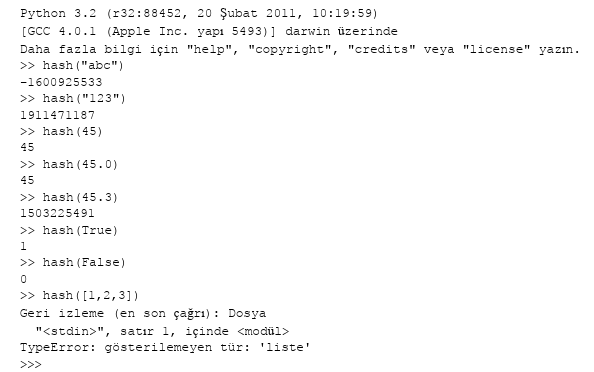 Python 3.2 (r32:88452, 20 Şubat 2011, 10:19:59)
[GCC 4.0.1 (Apple Inc. yapı 5493)] darwin üzerinde
Daha fazla bilgi için "help", "copyright", "credits" veya "license" yazın.
>> hash("abc")
-1600925533
>> hash("123")
1911471187
>> hash(45)
45
>> hash(45.0)
45
>> hash(45.3)
1503225491
>> hash(True)
1
>> hash(False)
0
>> hash([1,2,3])
Geri izleme (en son çağrı): Dosya
"<stdin>", satır 1, içinde <modül>
TypeError: gösterilemeyen tür: 'liste'
>>>